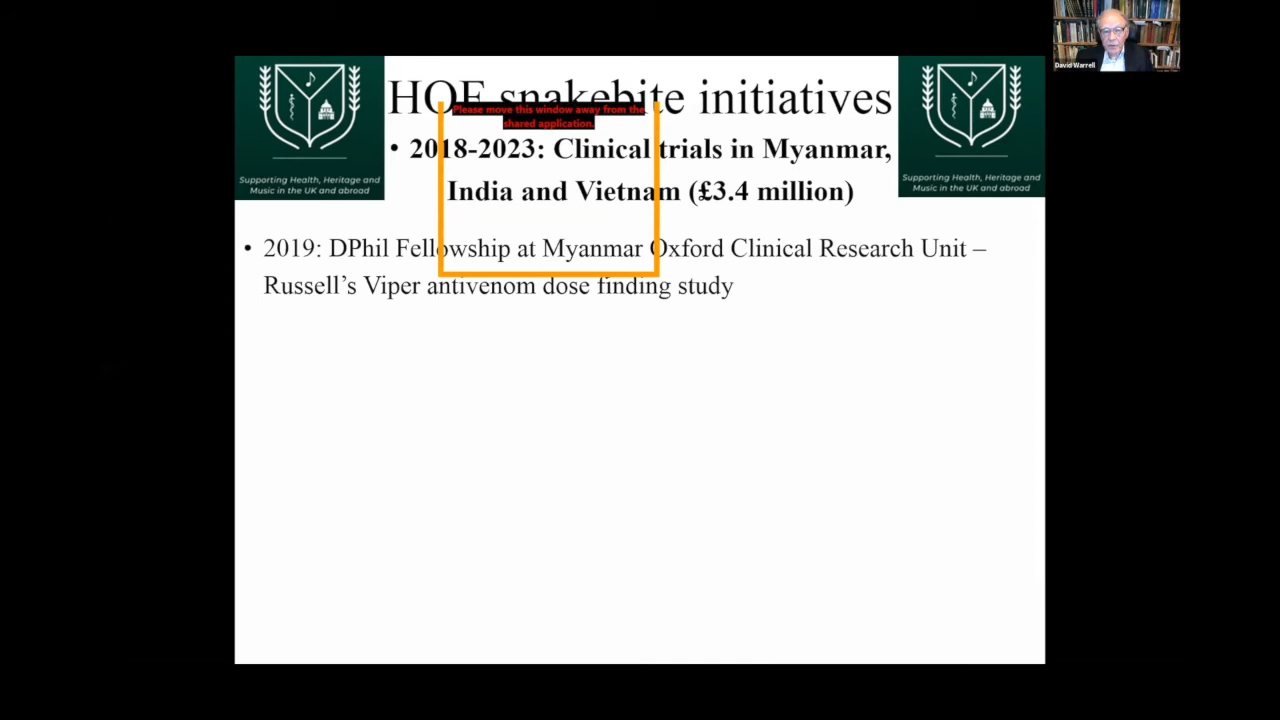 David Warrell
HOF snakebite initiatives
Please move this window away from the
shared application.
• 2018-2023: Clinical trials in Myanmar,
India and Vietnam (£3.4 million)
Supporting Health, Heritage and
Music in the UK and abroad
Supporting Health, Heritage and
Music in the UK and abroad
• 2019: DPhil Fellowship at Myanmar Oxford Clinical Research Unit –
Russell’s Viper antivenom dose finding study